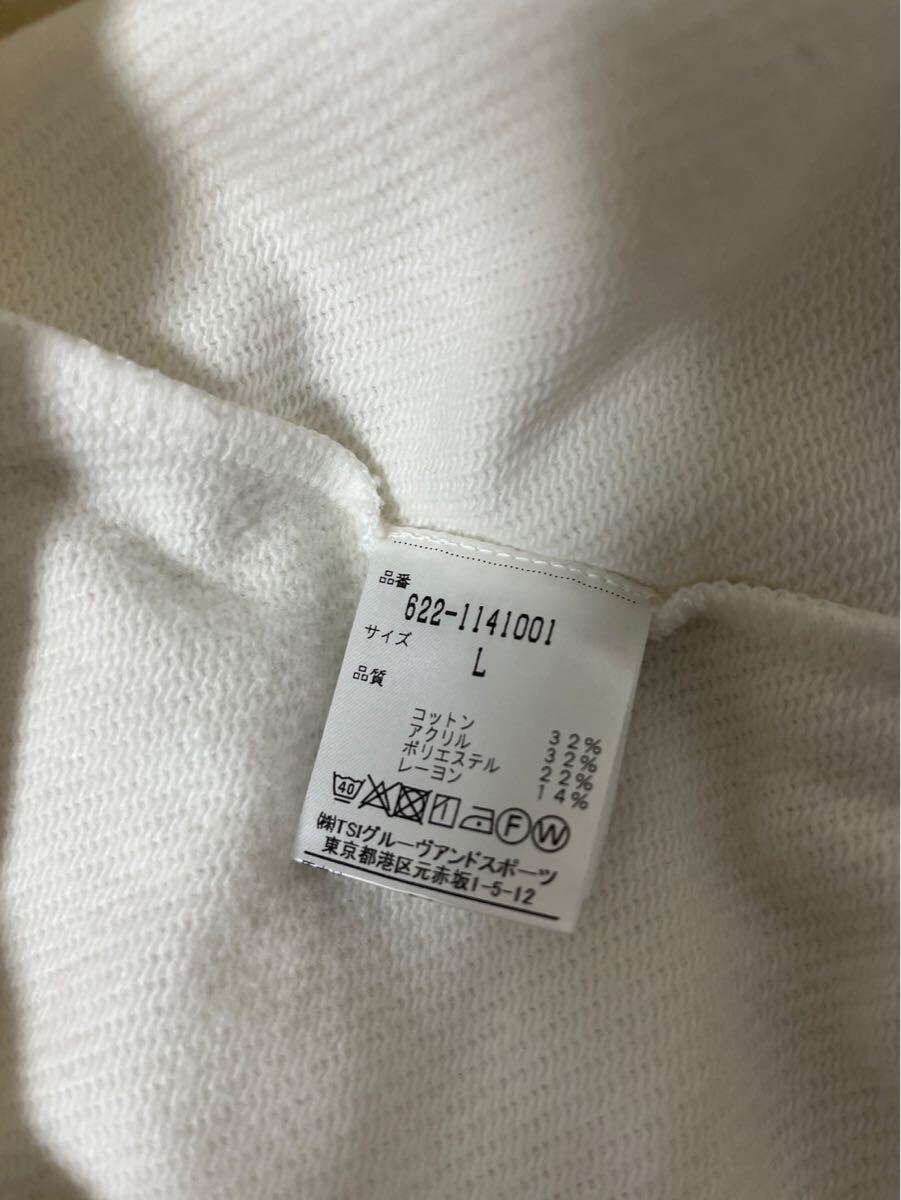 品番
622-1141001
サイズ
L
品質
コットン 32%
アクリル 32%
ポリエステル 22%
レーヨン 14%
40 F W
(株)TSIグルーヴアンドスポーツ
東京都港区元赤坂1-5-12